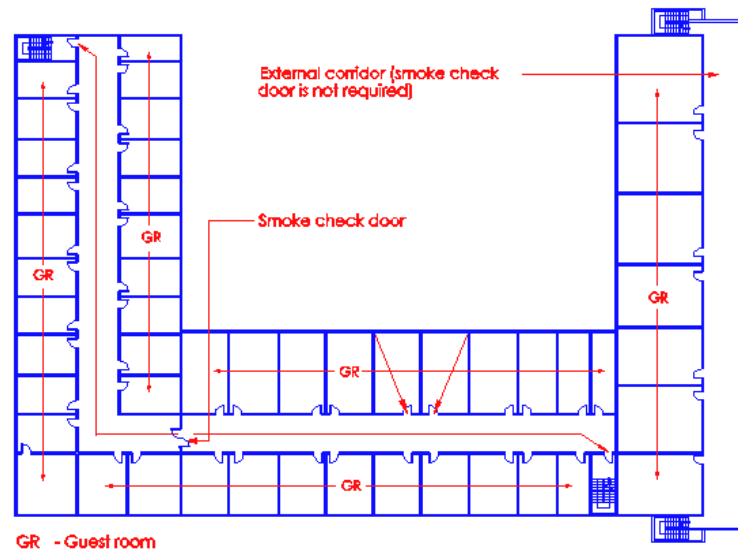 External corridor (smoke check
door is not required)
Smoke check door
GR
GR
GR
GR
GR
GR - Guest room